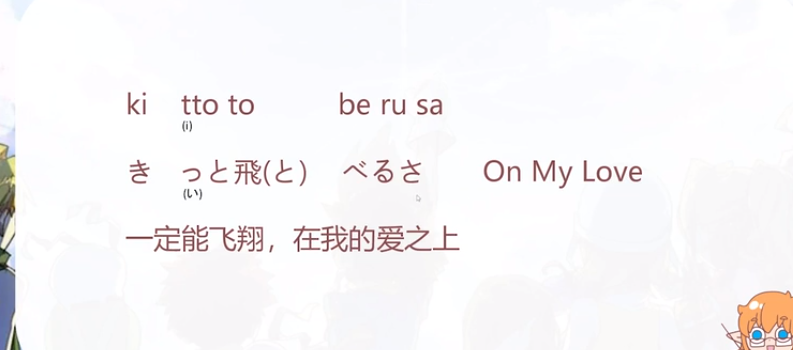 ki tto to be ru sa
(i)
き っと飛(と) べるさ On My Love
(い)
一定能飞翔，在我的爱之上